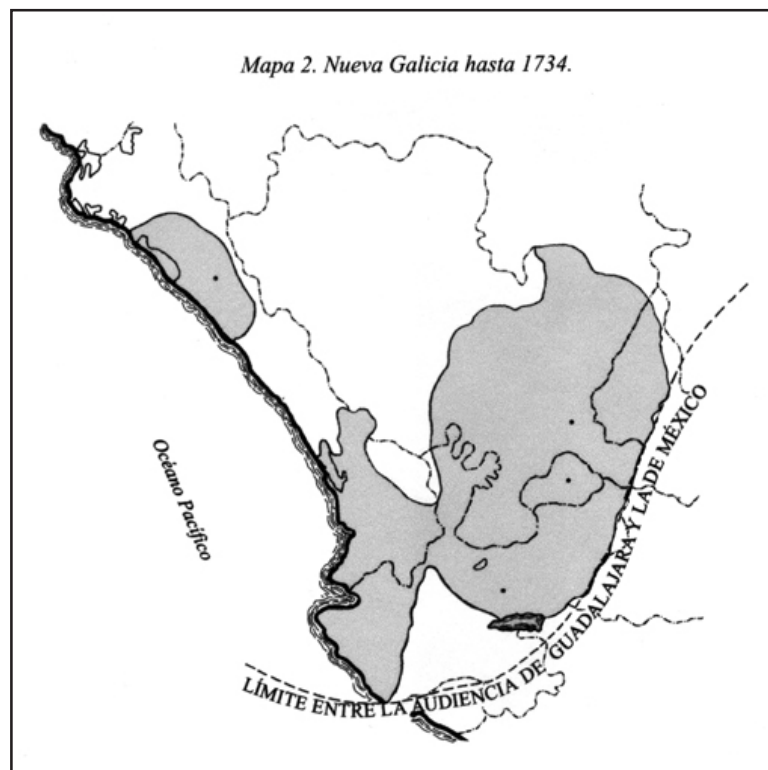 Mapa 2. Nueva Galicia hasta 1734.
Océano Pacífico
LÍMITE ENTRE LA AUDIENCIA DE GUADALAJARA Y LA DE MÉXICO